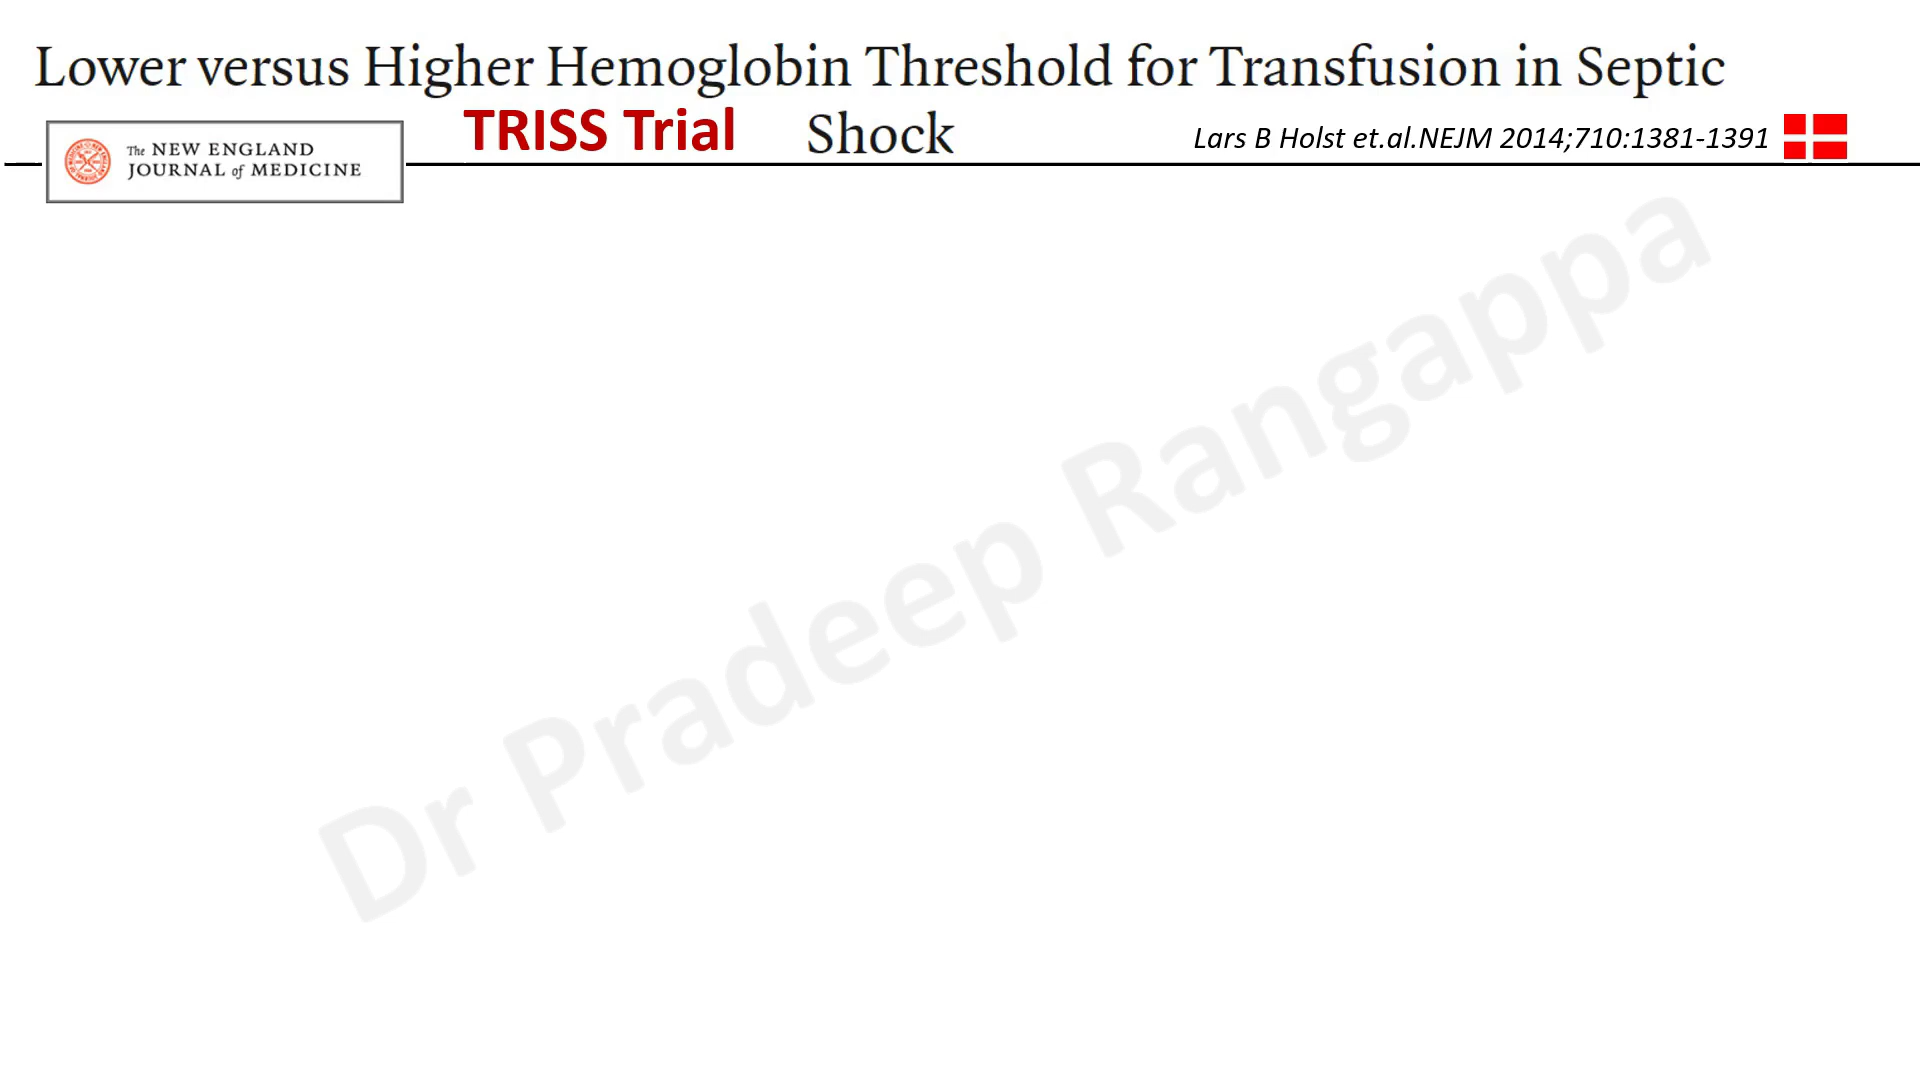 Lower versus Higher Hemoglobin Threshold for Transfusion in Septic
Shock
TRISS Trial
Lars B Holst et.al.NEJM 2014;710:1381-1391
The NEW ENGLAND
JOURNAL of MEDICINE
Dr Pradeep Rangappa